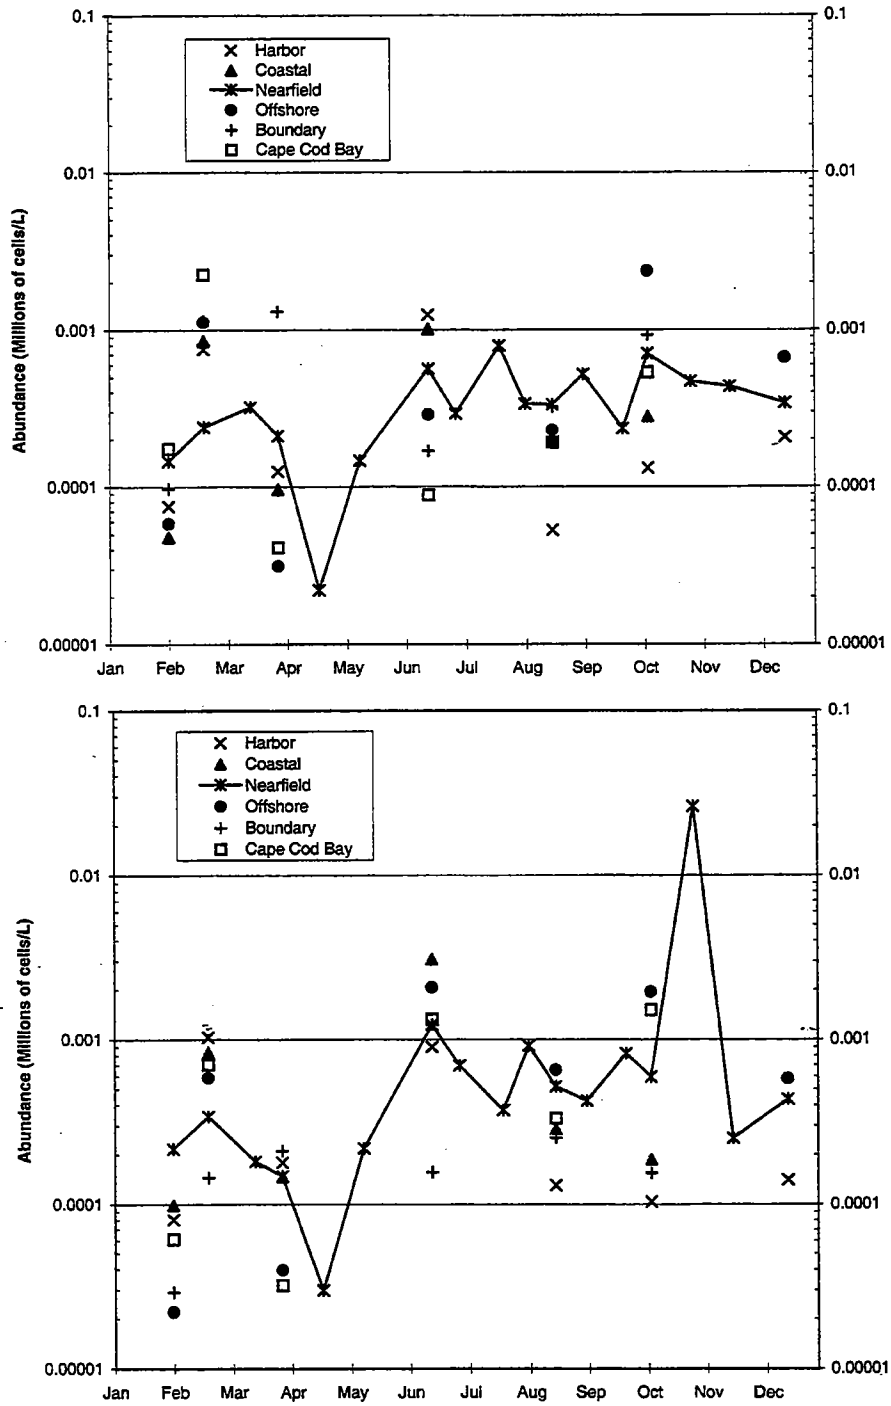 0.1
0.1
Harbor
Coastal
Nearfield
Offshore
Boundary
Cape Cod Bay
0.01
0.01
Abundance (Millions of cells/L)
0.001
0.001
0.0001
0.0001
0.00001
0.00001
Jan Feb Mar Apr May Jun Jul Aug Sep Oct Nov Dec
0.1
0.1
Harbor
Coastal
Nearfield
Offshore
Boundary
Cape Cod Bay
0.01
0.01
Abundance (Millions of cells/L)
0.001
0.001
0.0001
0.0001
0.00001
0.00001
Jan Feb Mar Apr May Jun Jul Aug Sep Oct Nov Dec